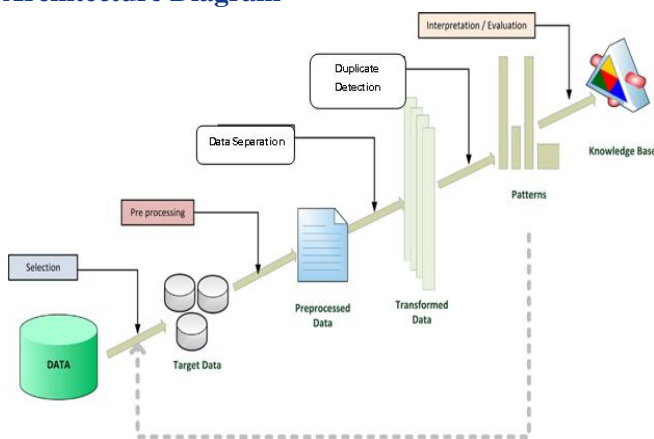 Architecture Diagram
Interpretation / Evaluation
Duplicate
Detection
Knowledge Base
Data Separation
Patterns
Pre processing
Selection
Preprocessed
Data
Transformed
Data
Target Data
DATA